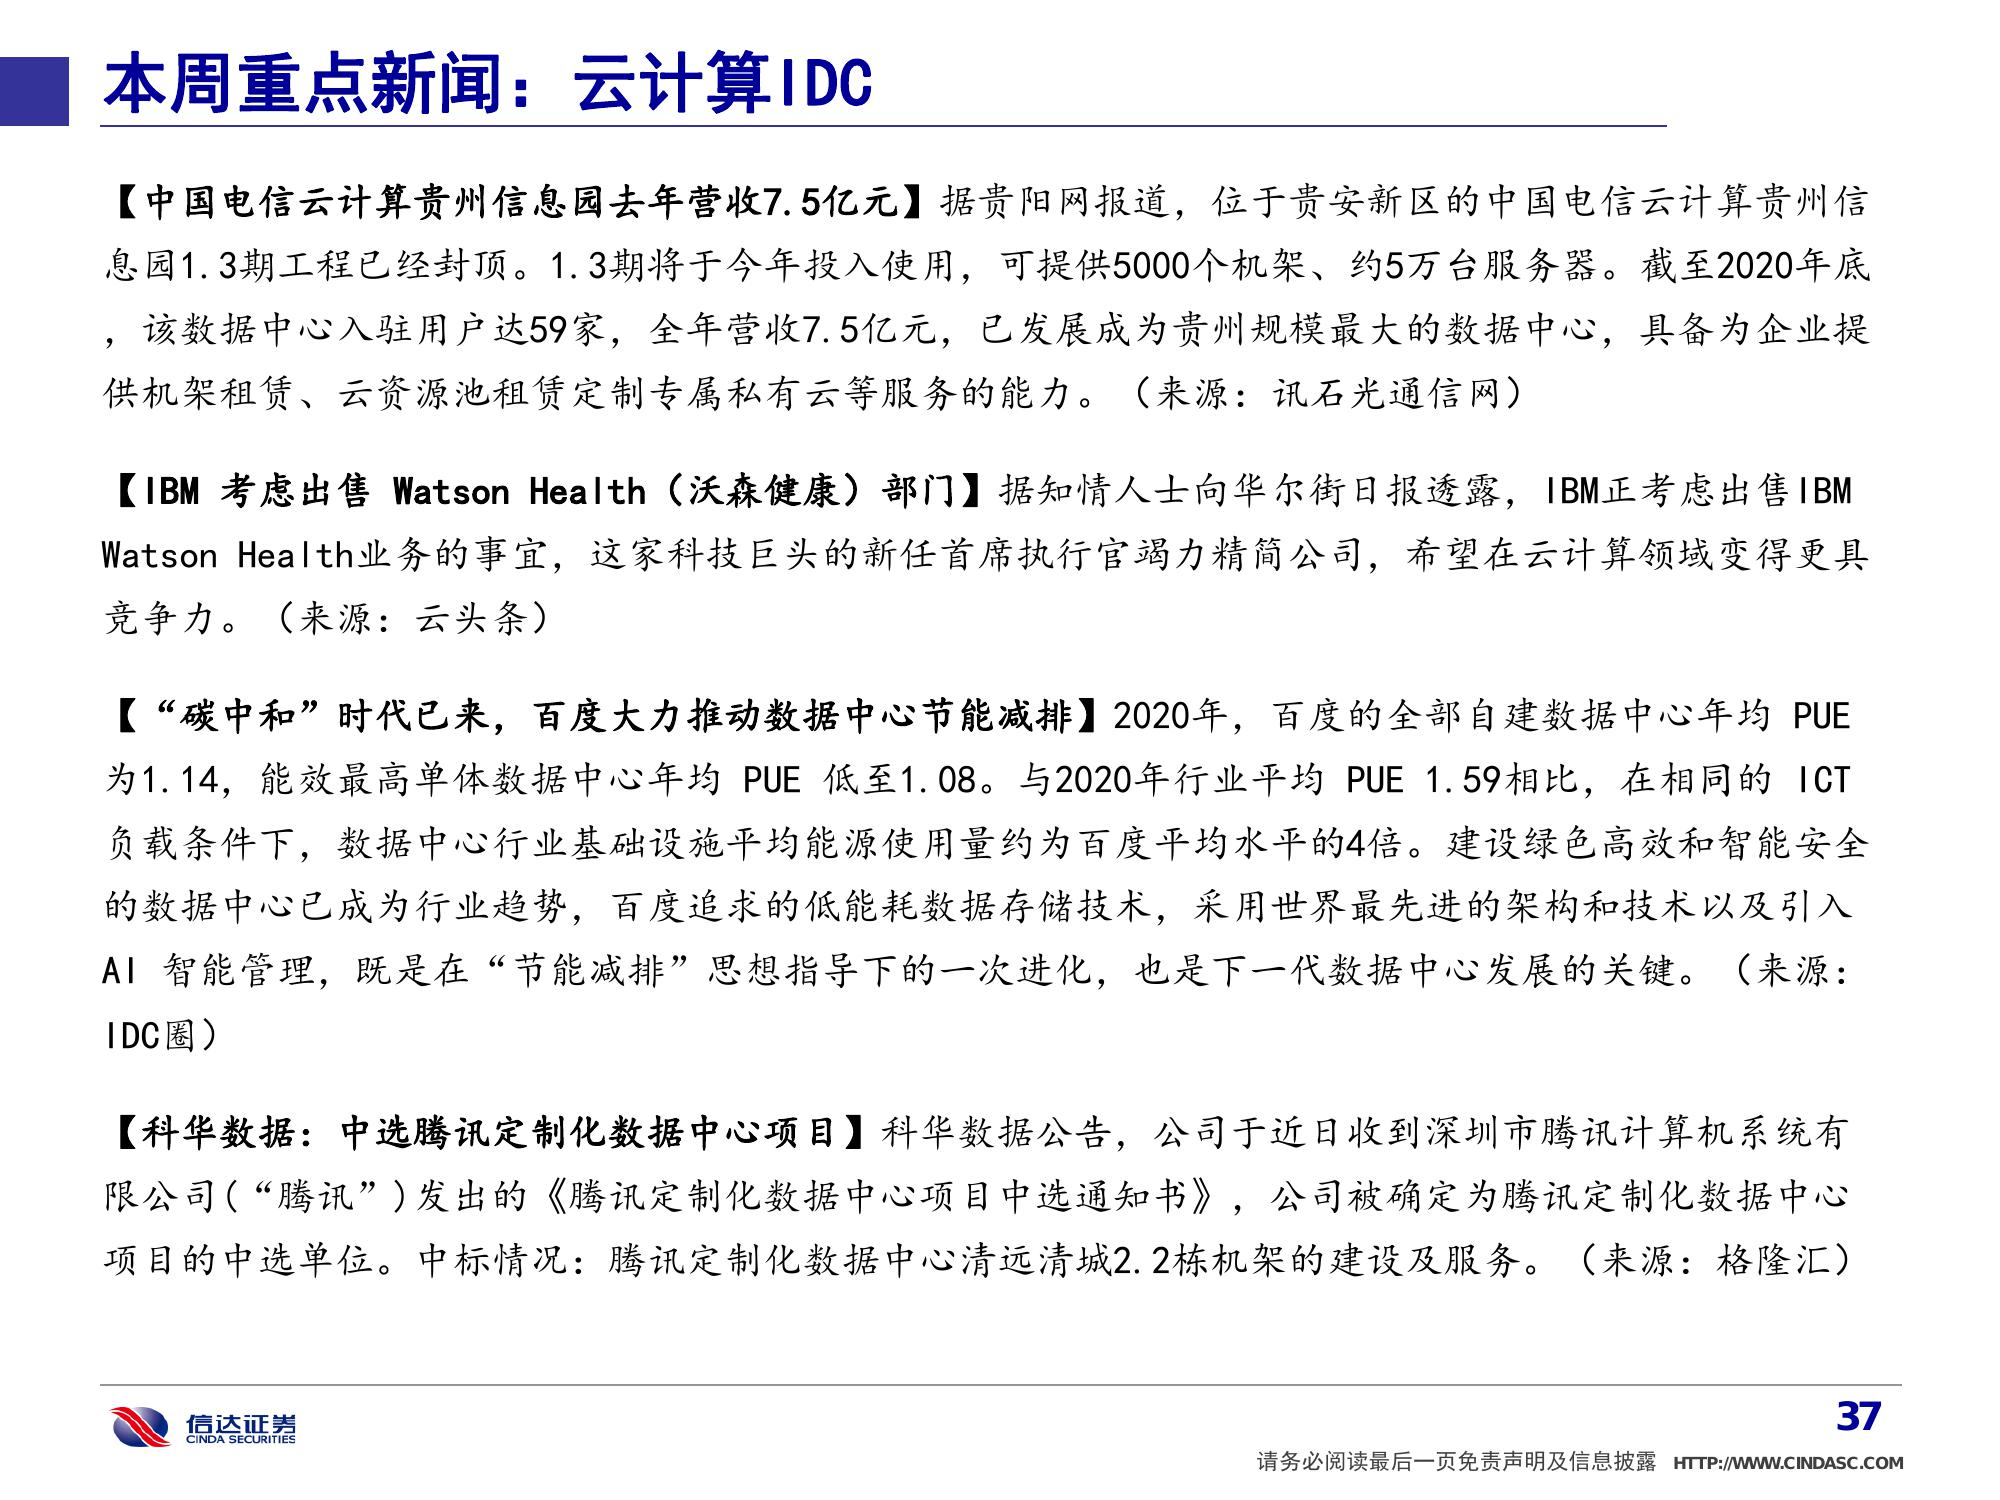 本周重点新闻：云计算IDC
【中国电信云计算贵州信息园去年营收7.5亿元】据贵阳网报道，位于贵安新区的中国电信云计算贵州信
息园1.3期工程已经封顶。1.3期将于今年投入使用，可提供5000个机架、约5万台服务器。截至2020年底
，该数据中心入驻用户达59家，全年营收7.5亿元，已发展成为贵州规模最大的数据中心，具备为企业提
供机架租赁、云资源池租赁定制专属私有云等服务的能力。（来源：讯石光通信网）
【IBM 考虑出售 Watson Health（沃森健康）部门】据知情人士向华尔街日报透露，IBM正考虑出售IBM
Watson Health业务的事宜，这家科技巨头的新任首席执行官竭力精简公司，希望在云计算领域变得更具
竞争力。（来源：云头条）
【“碳中和”时代已来，百度大力推动数据中心节能减排】2020年，百度的全部自建数据中心年均 PUE
为1.14，能效最高单体数据中心年均 PUE 低至1.08。与2020年行业平均 PUE 1.59相比，在相同的 ICT
负载条件下，数据中心行业基础设施平均能源使用量约为百度平均水平的4倍。建设绿色高效和智能安全
的数据中心已成为行业趋势，百度追求的低能耗数据存储技术，采用世界最先进的架构和技术以及引入
AI 智能管理，既是在“节能减排”思想指导下的一次进化，也是下一代数据中心发展的关键。（来源：
IDC圈）
【科华数据：中选腾讯定制化数据中心项目】科华数据公告，公司于近日收到深圳市腾讯计算机系统有
限公司(“腾讯”)发出的《腾讯定制化数据中心项目中选通知书》，公司被确定为腾讯定制化数据中心
项目的中选单位。中标情况：腾讯定制化数据中心清远清城2.2栋机架的建设及服务。（来源：格隆汇）
信达证券
CINDA SECURITIES
37
请务必阅读最后一页免责声明及信息披露 HTTP://WWW.CINDASC.COM